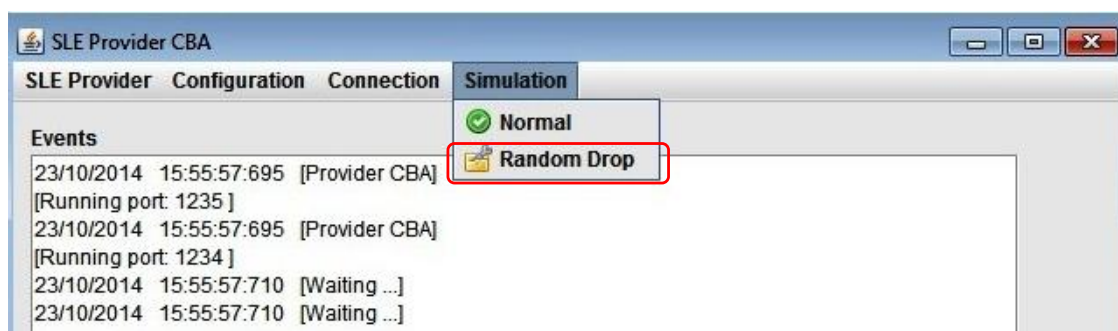 SLE Provider CBA
SLE Provider Configuration Connection Simulation
Normal
Random Drop
Events
23/10/2014 15:55:57:695 [Provider CBA]
[Running port: 1235 ]
23/10/2014 15:55:57:695 [Provider CBA]
[Running port: 1234 ]
23/10/2014 15:55:57:710 [Waiting ...]
23/10/2014 15:55:57:710 [Waiting ...]